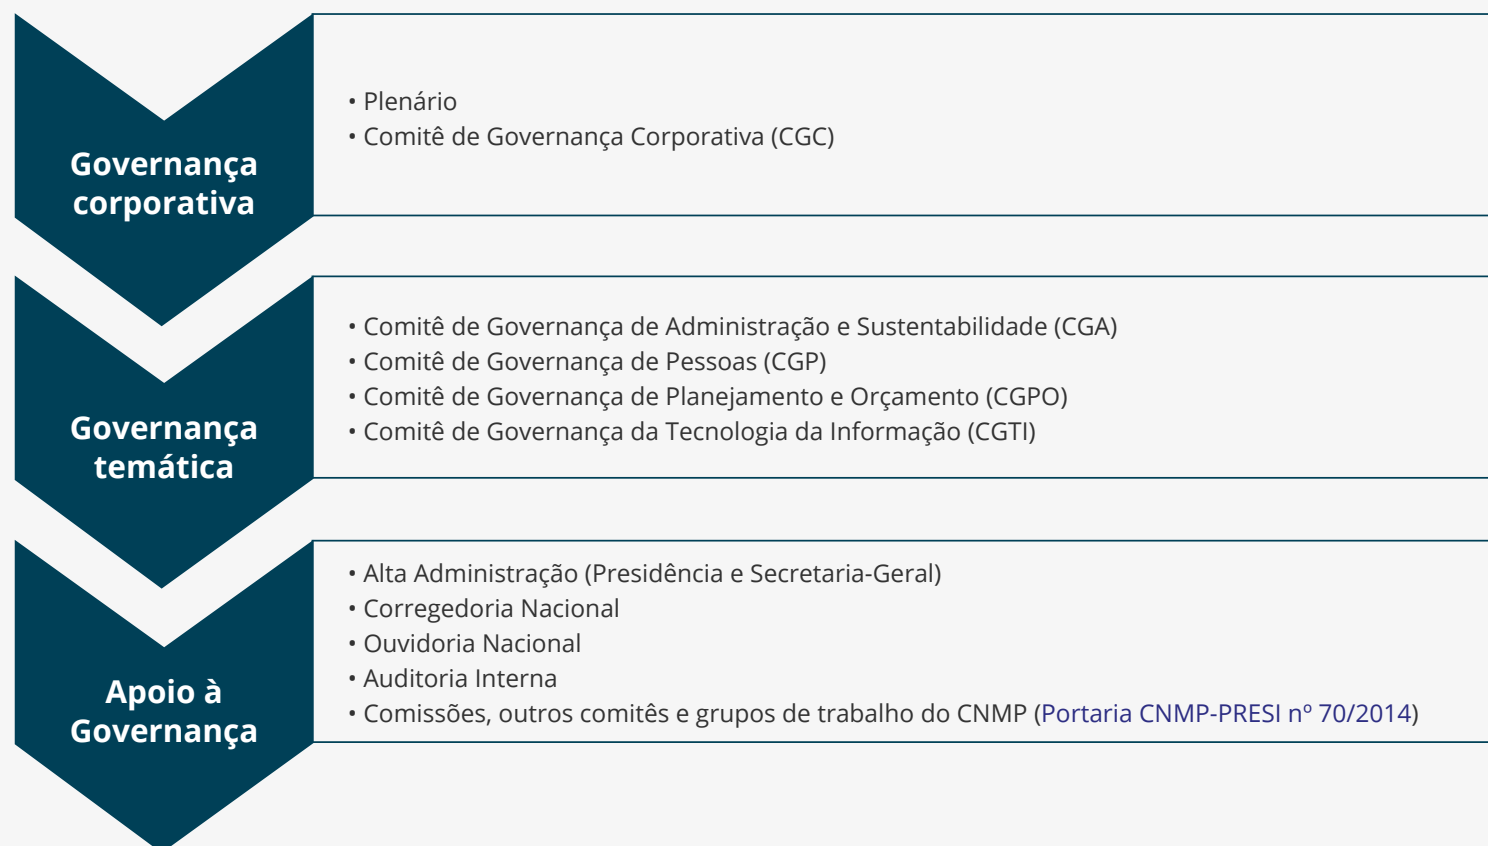 Governança
corporativa
• Plenário
• Comitê de Governança Corporativa (CGC)
Governança
temática
• Comitê de Governança de Administração e Sustentabilidade (CGA)
• Comitê de Governança de Pessoas (CGP)
• Comitê de Governança de Planejamento e Orçamento (CGPO)
• Comitê de Governança da Tecnologia da Informação (CGTI)
Apoio à
Governança
• Alta Administração (Presidência e Secretaria-Geral)
• Corregedoria Nacional
• Ouvidoria Nacional
• Auditoria Interna
• Comissões, outros comitês e grupos de trabalho do CNMP (Portaria CNMP-PRESI nº 70/2014)